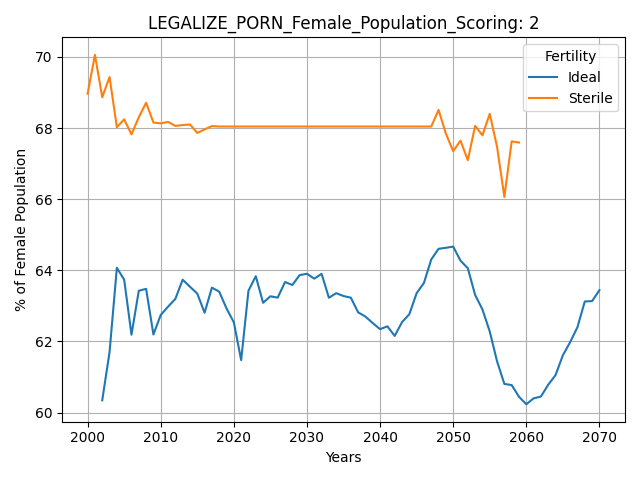 LEGALIZE_PORN_Female_Population_Scoring: 2
Fertility
Ideal
Sterile
% of Female Population
70
68
66
64
62
60
2000 2010 2020 2030 2040 2050 2060 2070
Years